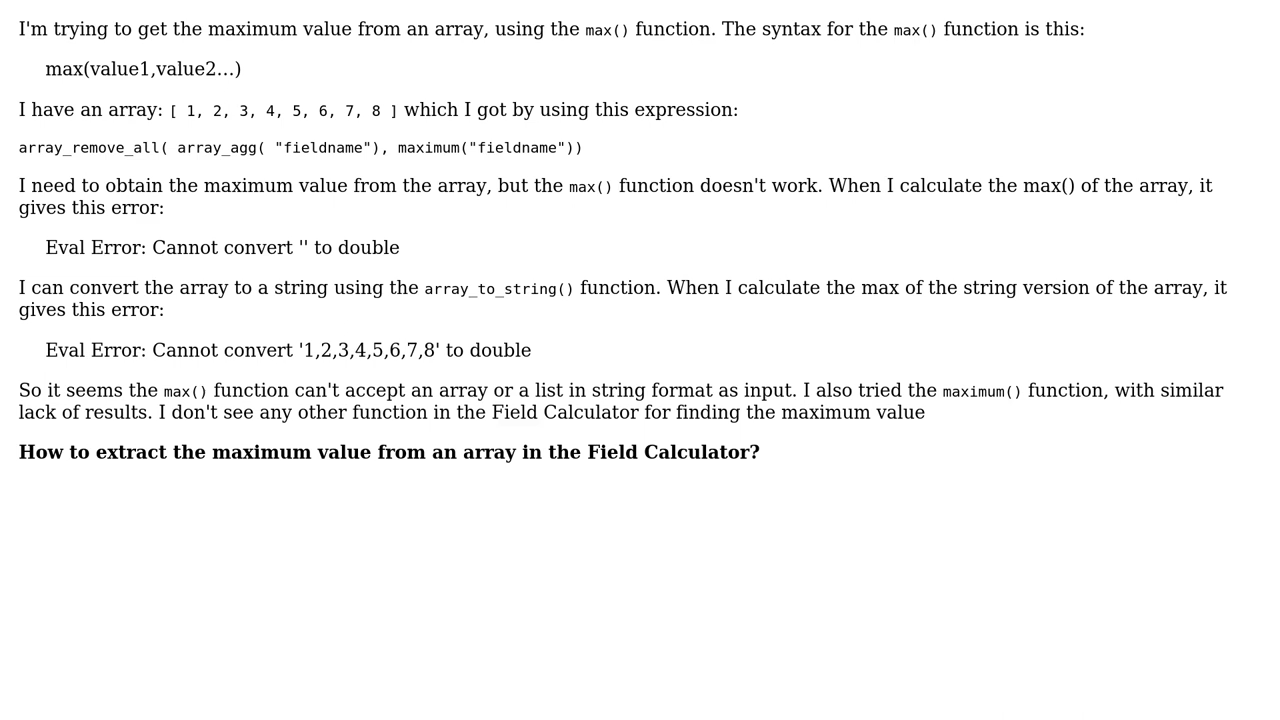 I'm trying to get the maximum value from an array, using the max() function. The syntax for the max() function is this:
max(value1,value2…)
I have an array: [ 1, 2, 3, 4, 5, 6, 7, 8 ] which I got by using this expression:
array_remove_all( array_agg( "fieldname"), maximum("fieldname"))
I need to obtain the maximum value from the array, but the max() function doesn't work. When I calculate the max() of the array, it
gives this error:
Eval Error: Cannot convert '' to double
I can convert the array to a string using the array_to_string() function. When I calculate the max of the string version of the array, it
gives this error:
Eval Error: Cannot convert '1,2,3,4,5,6,7,8' to double
So it seems the max() function can't accept an array or a list in string format as input. I also tried the maximum() function, with similar
lack of results. I don't see any other function in the Field Calculator for finding the maximum value
How to extract the maximum value from an array in the Field Calculator?